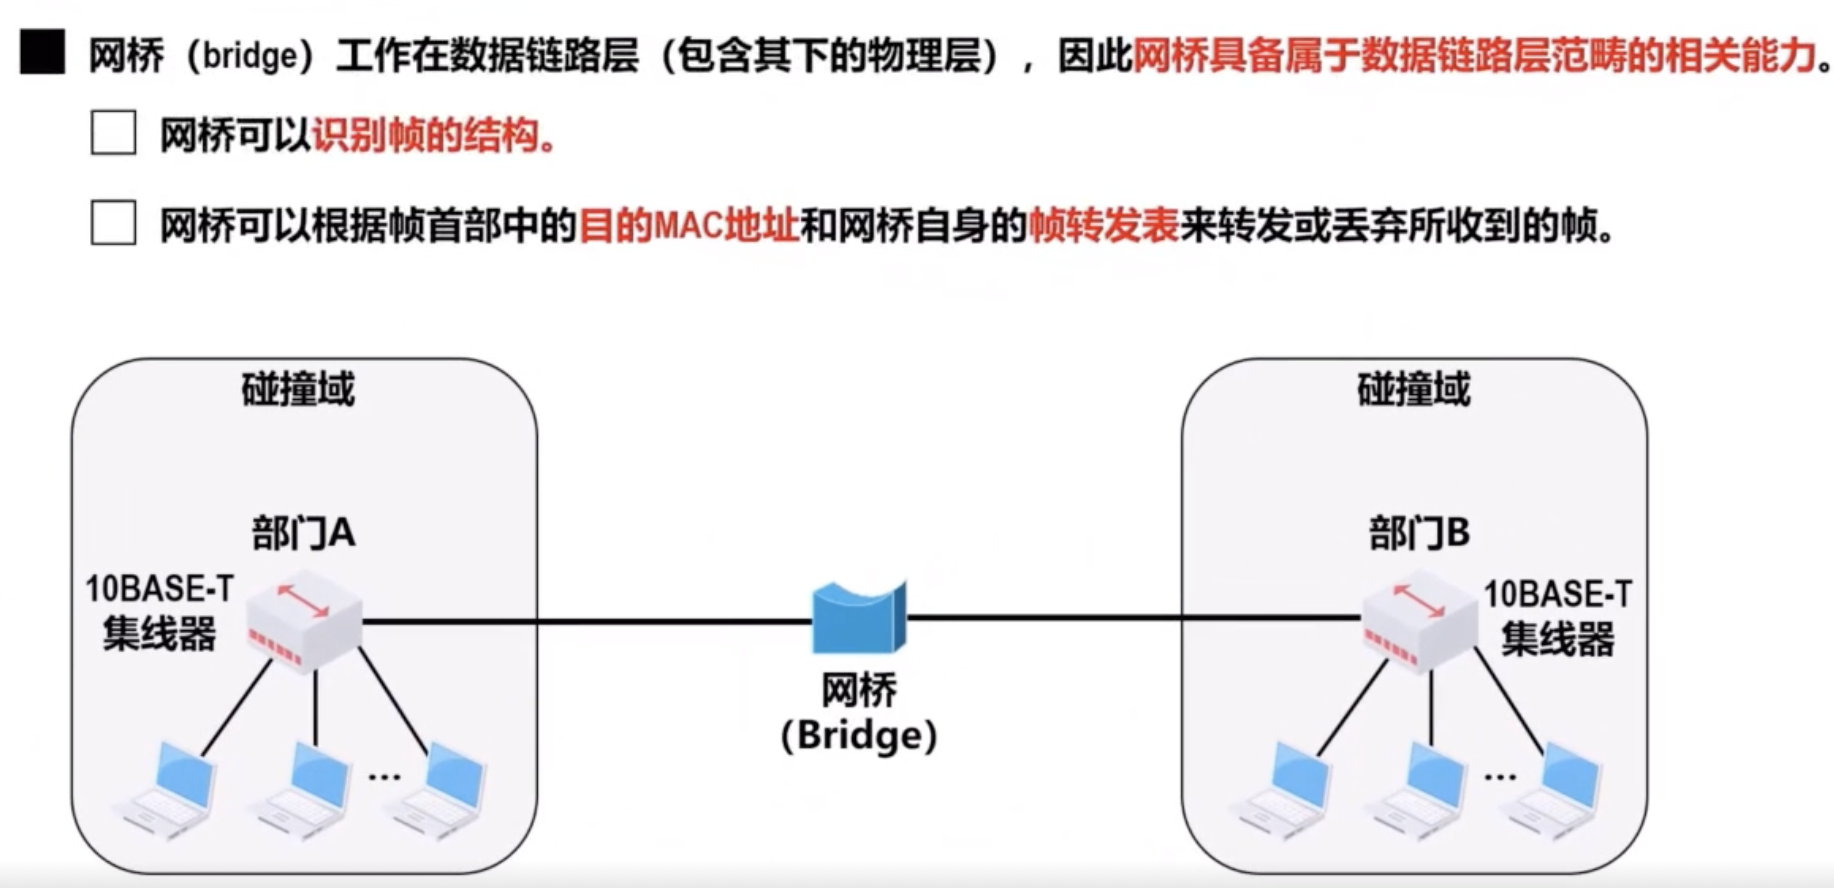 网桥（bridge）工作在数据链路层（包含其下的物理层），因此网桥具备属于数据链路层范畴的相关能力。
网桥可以识别帧的结构。
网桥可以根据帧首部中的目的MAC地址和网桥自身的帧转发表来转发或丢弃所收到的帧。
碰撞域
碰撞域
部门A
部门B
10BASE-T
集线器
10BASE-T
集线器
网桥
（Bridge）
...
...